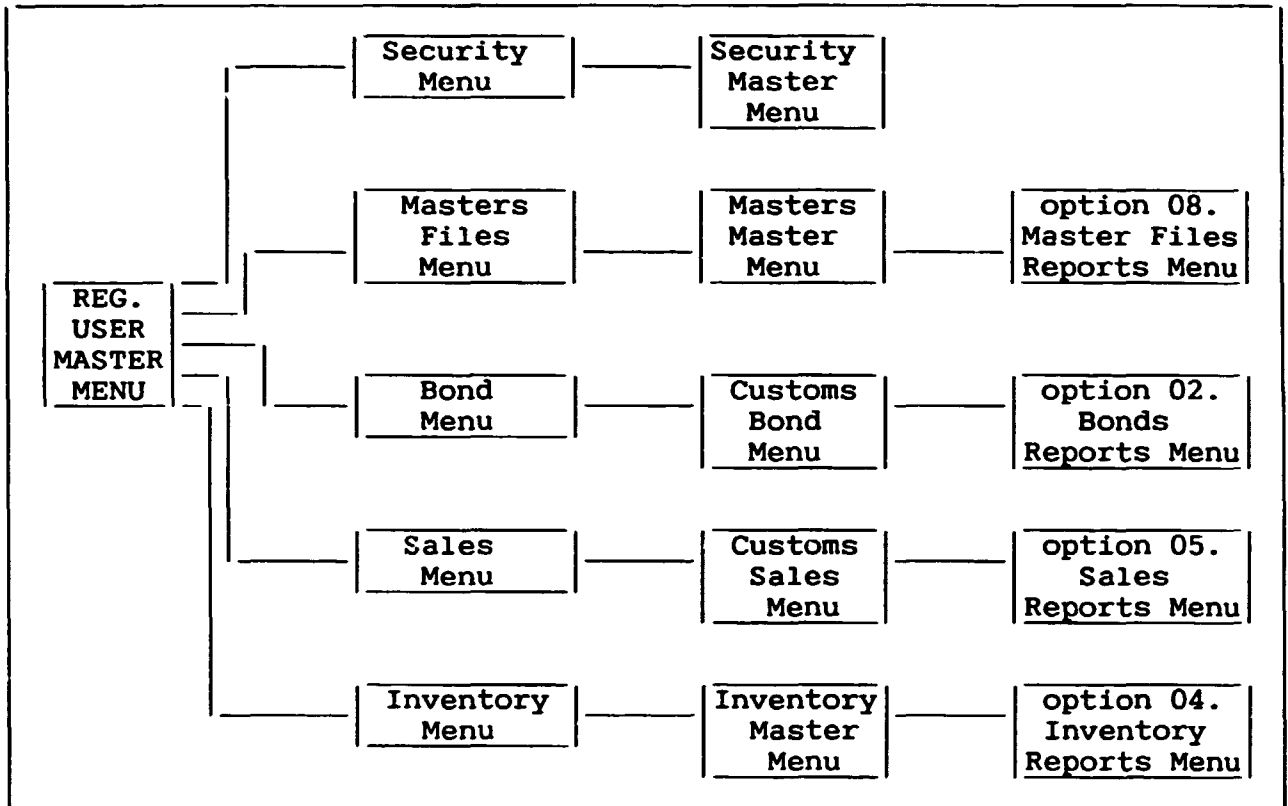 Security
Menu
Security
Master
Menu
Masters
Files
Menu
Masters
Master
Menu
option 08.
Master Files
Reports Menu
REG.
USER
MASTER
MENU
Bond
Menu
Customs
Bond
Menu
option 02.
Bonds
Reports Menu
Sales
Menu
Customs
Sales
Menu
option 05.
Sales
Reports Menu
Inventory
Menu
Inventory
Master
Menu
option 04.
Inventory
Reports Menu